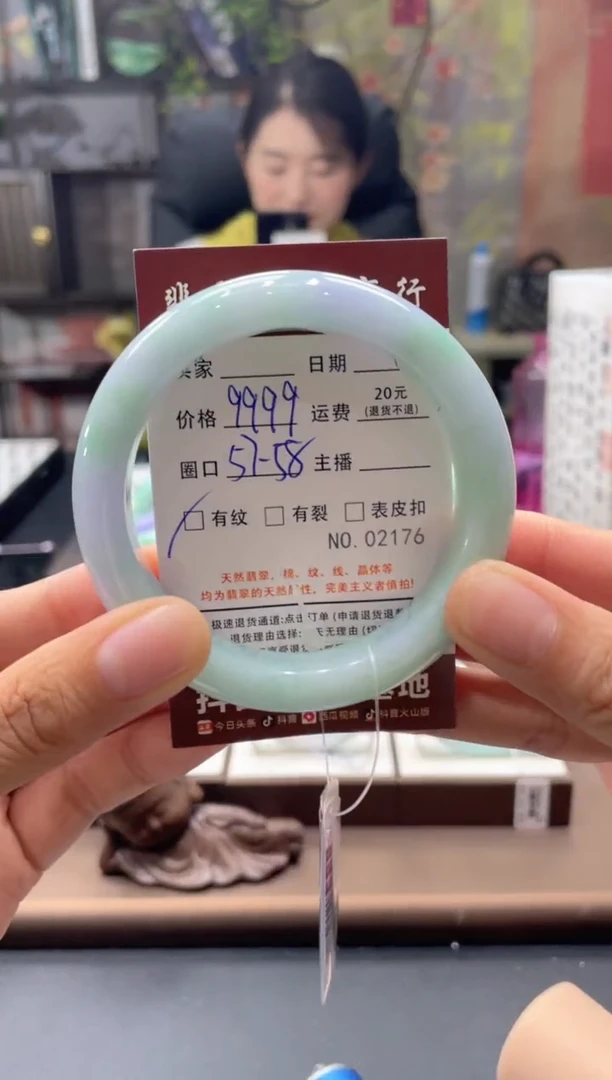 翡 行
卖家 日期
价格 9999 运费 20元 (退货不退)
圈口 57-58 主播
有纹 有裂 表皮扣
NO. 02176
天然翡翠，棉、纹、线、晶体等
均为翡翠的天然 性，完美主义者慎拍!
极速退货通道:点击订单 (申请退货退
退货理由选择: 天无理由
地
今日头条 抖音 西瓜视频 抖音火山版